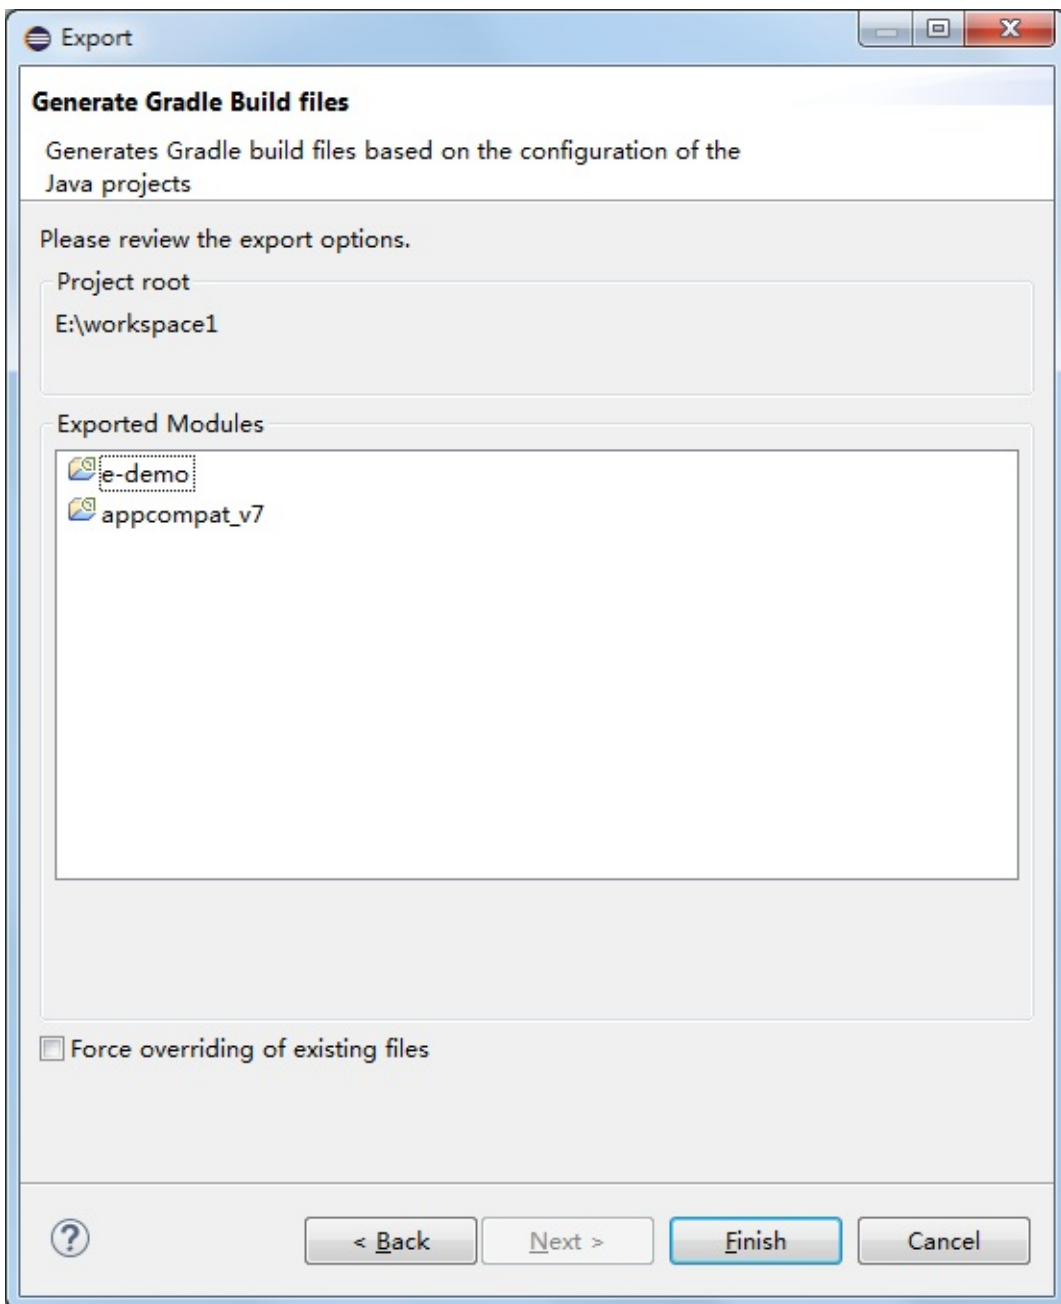 Export
Generate Gradle Build files
Generates Gradle build files based on the configuration of the
Java projects
Please review the export options.
Project root
E:\workspace1
Exported Modules
e-demo
appcompat_v7
Force overriding of existing files
?
< Back
Next >
Finish
Cancel